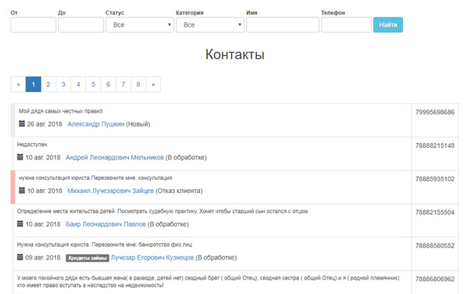 От До Статус Категория Имя Телефон
Все Все Найти
Контакты
« 1 2 3 4 5 6 7 8 »
Мой дядя самых честных правил 79995698686
26 авг. 2018 Александр Пушкин (Новый)
Недоступен 78888215148
10 авг. 2018 Андрей Леонардович Мельников (В обработке)
нужна консультация юриста.Перезвоните мне. консультация 78885935102
10 авг. 2018 Михаил Лучезарович Зайцев (Отказ клиента)
Определение места жительства детей. Посмотреть судебную практику. Хочет чтобы старший сын остался с отцом 78882155504
10 авг. 2018 Баир Леонардович Павлов (В обработке)
Нужна консультация юриста. Перезвоните мне. банкротство физ лиц 78888580552
09 авг. 2018 Кредиты займы Лучезар Егорович Кузнецов (В обработке)
У моего покойного дяди есть бывшая жена( в разводе, детей нет) сводный брат ( общий Отец), сводная сестра ( общий Отец) и я ( родной племянник) 78886806962
кто имеет право вступать в наследство на недвижимость!